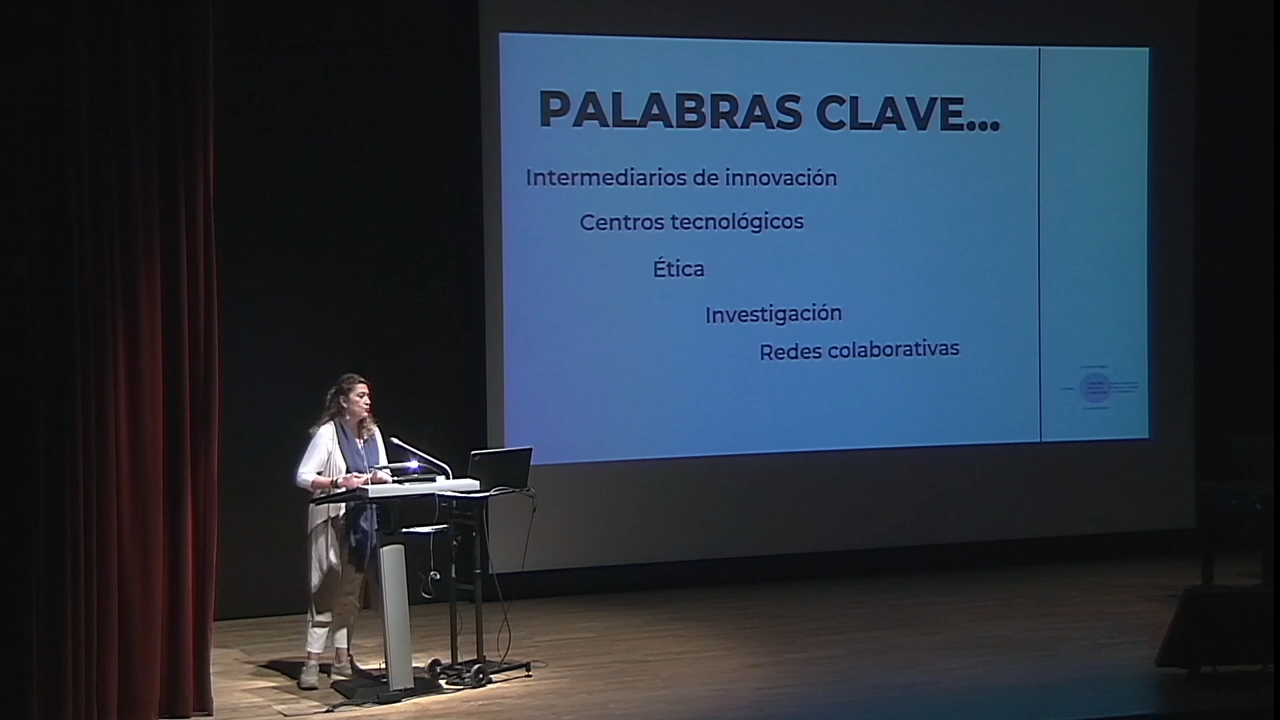 PALABRAS CLAVE...
Intermediarios de innovación
Centros tecnológicos
Ética
Investigación
Redes colaborativas